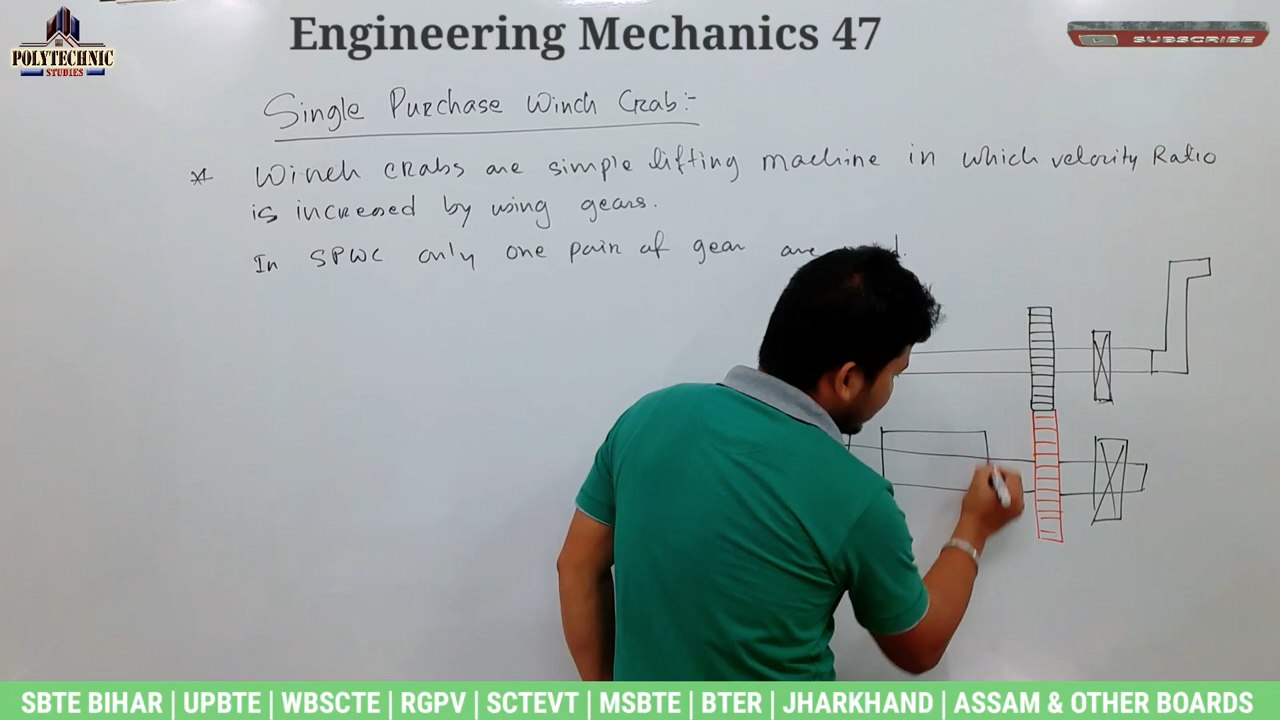 Engineering Mechanics 47
POLYTECHNIC
STUDIES
SUBSCRIBE
Single Purchase Winch Crab:-
* Winch crabs are simple lifting machine in which velocity Ratio
is increased by using gears.
In SPWC only one pair of gear are
SBTE BIHAR | UPBTE | WBSCTE | RGPV | SCTEVT | MSBTE | BTER | JHARKHAND | ASSAM & OTHER BOARDS